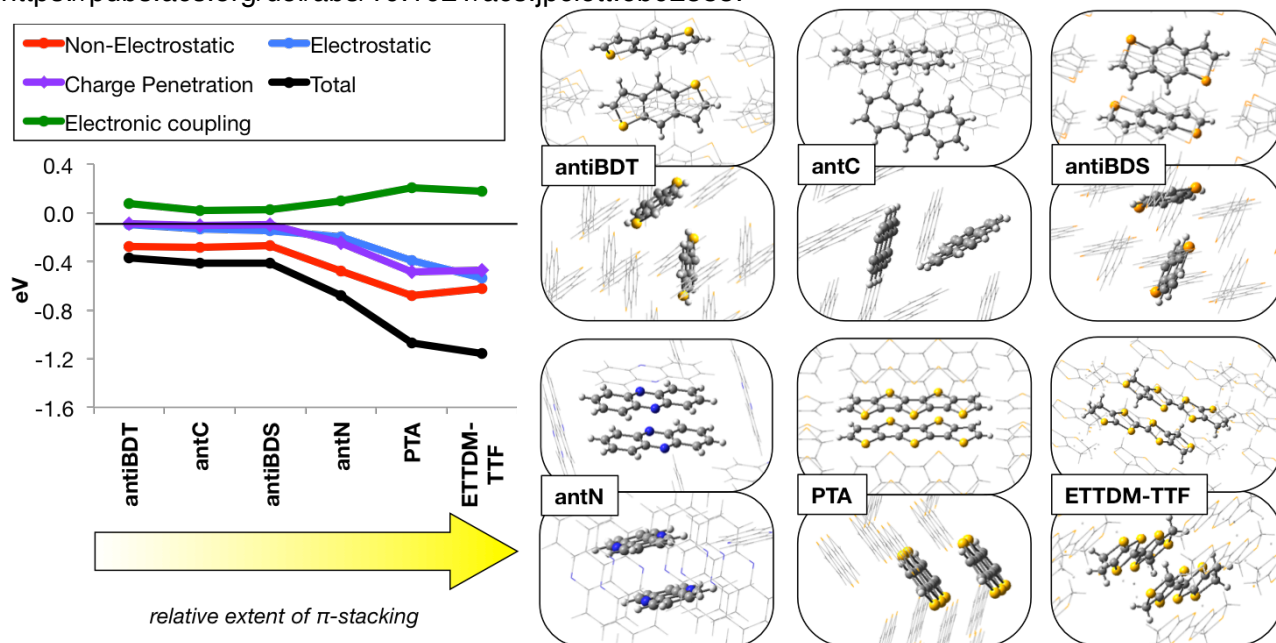 Non-Electrostatic
Electrostatic
Charge Penetration
Total
Electronic coupling
0.4
0.0
-0.4
-0.8
-1.2
-1.6
eV
antiBDT
antC
antiBDS
antN
PTA
ETTDM-
TTF
relative extent of π-stacking
antiBDT
antC
antiBDS
antN
PTA
ETTDM-TTF